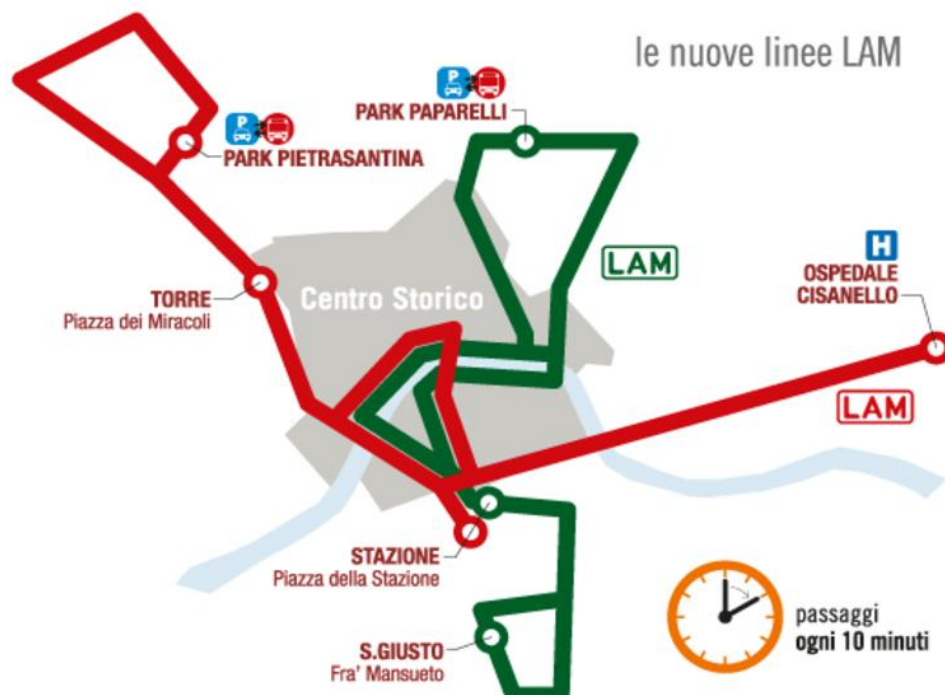 le nuove linee LAM
P
PARK PAPARELLI
P
PARK PIETRASANTINA
LAM
H
OSPEDALE
CISANELLO
TORRE
Piazza dei Miracoli
Centro Storico
LAM
STAZIONE
Piazza della Stazione
passaggi
ogni 10 minuti
S.GIUSTO
Fra' Mansueto